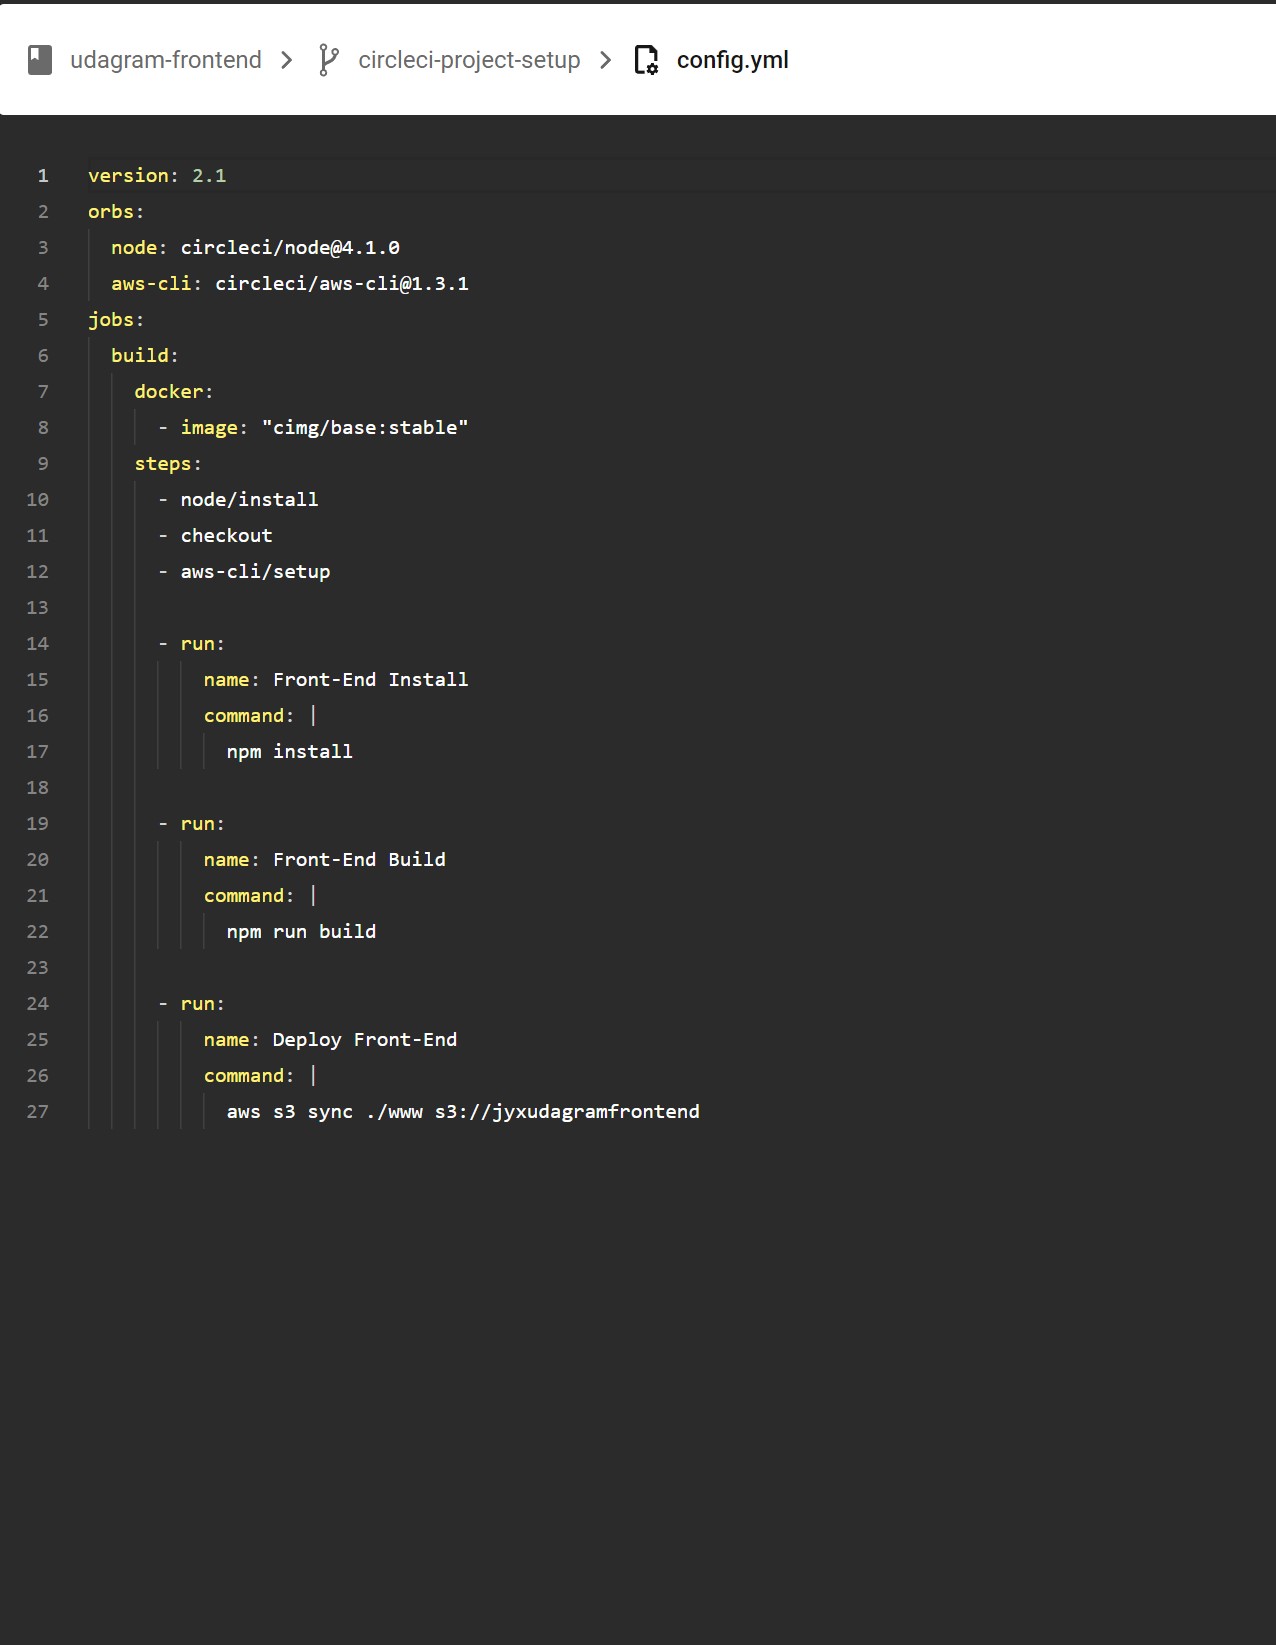 udagram-frontend > circleci-project-setup > config.yml
1 version: 2.1
2 orbs:
3   node: circleci/node@4.1.0
4   aws-cli: circleci/aws-cli@1.3.1
5 jobs:
6   build:
7     docker:
8       - image: "cimg/base:stable"
9     steps:
10       - node/install
11       - checkout
12       - aws-cli/setup
13
14       - run:
15           name: Front-End Install
16           command: |
17             npm install
18
19       - run:
20           name: Front-End Build
21           command: |
22             npm run build
23
24       - run:
25           name: Deploy Front-End
26           command: |
27             aws s3 sync ./www s3://jyxudagramfrontend